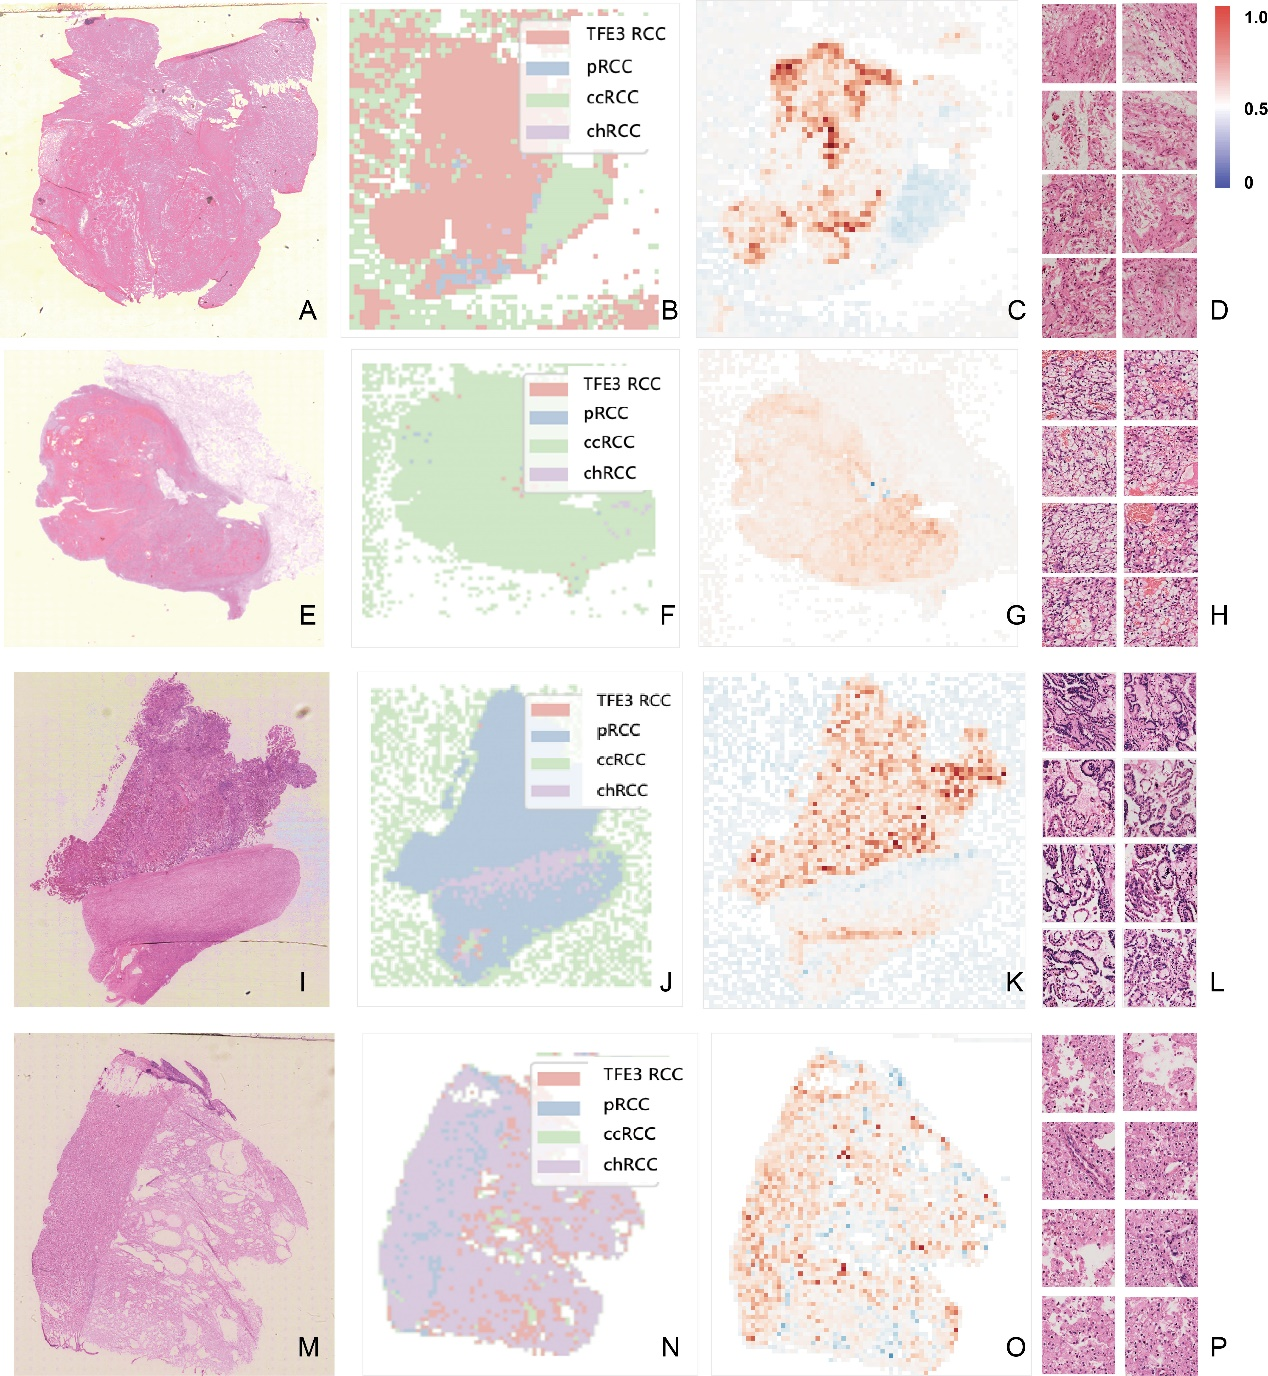 TFE3 RCC
pRCC
ccRCC
chRCC
1.0
0.5
0
A
B
C
D
TFE3 RCC
pRCC
ccRCC
chRCC
E
F
G
H
TFE3 RCC
pRCC
ccRCC
chRCC
I
J
K
L
TFE3 RCC
pRCC
ccRCC
chRCC
M
N
O
P